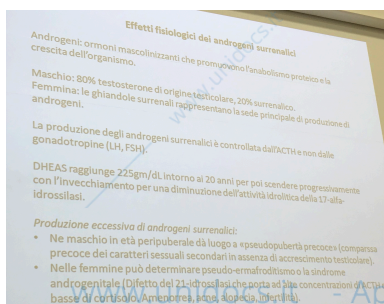 Effetti fisiologici dei androgeni surrenalici
Androgeni: ormoni mascolinizzanti che promuovono l'anabolismo proteico e la
crescita dell'organismo.
Maschio: 80% testosterone di origine testicolare, 20% surrenalico.
Femmina: le ghiandole surrenali rappresentano la sede principale di produzione di
androgeni.
La produzione degli androgeni surrenalici è controllata dall'ACTH e non dalle
gonadotropine (LH, FSH).
DHEAS raggiunge 225gm/dL intorno ai 20 anni per poi scendere progressivamente
con l'invecchiamento per una diminuzione dell'attività idrolitica della 17-alfa-
idrossilasi.
Produzione eccessiva di androgeni surrenali:
• Ne maschio in età peripuberale dà luogo a «pseudopubertà precoce» (comparsa
precoce dei caratteri sessuali secondari in assenza di accrescimento testicolare).
• Nelle femmine può determinare pseudo-ermafroditismo o la sindrome
androgenitale (Difetto del 21-idrossilasi che porta ad alte concentrazioni di ACTH e
basse di cortisolo. Amenorrea, acne, alopecia, infertilità).
www.unidocs.it - A